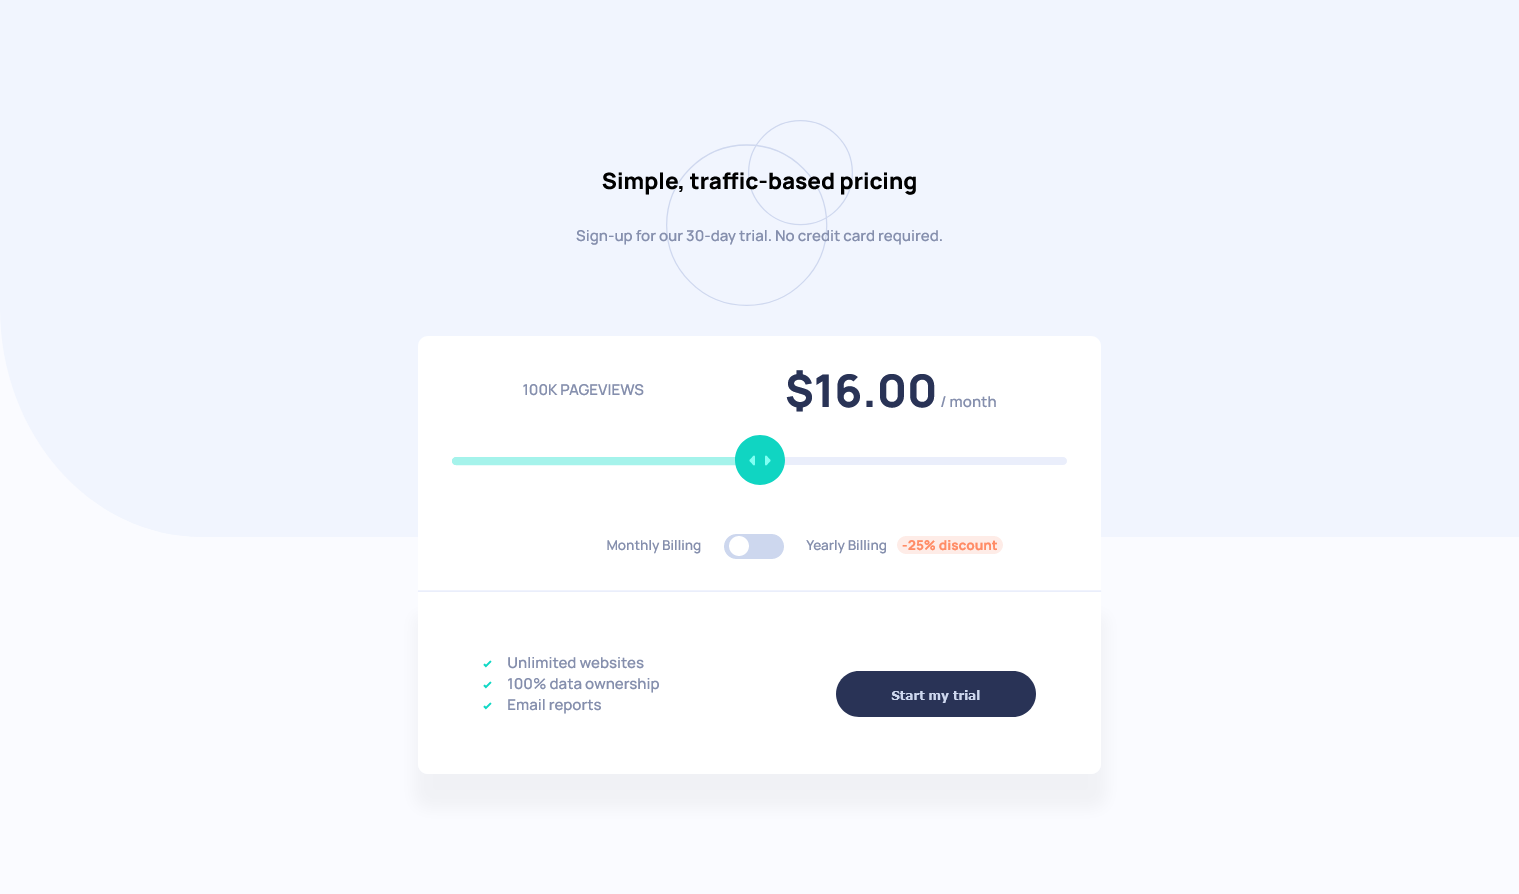 Simple, traffic-based pricing
Sign-up for our 30-day trial. No credit card required.
100K PAGEVIEWS
$16.00 / month
Monthly Billing
Yearly Billing -25% discount
Unlimited websites
100% data ownership
Email reports
Start my trial